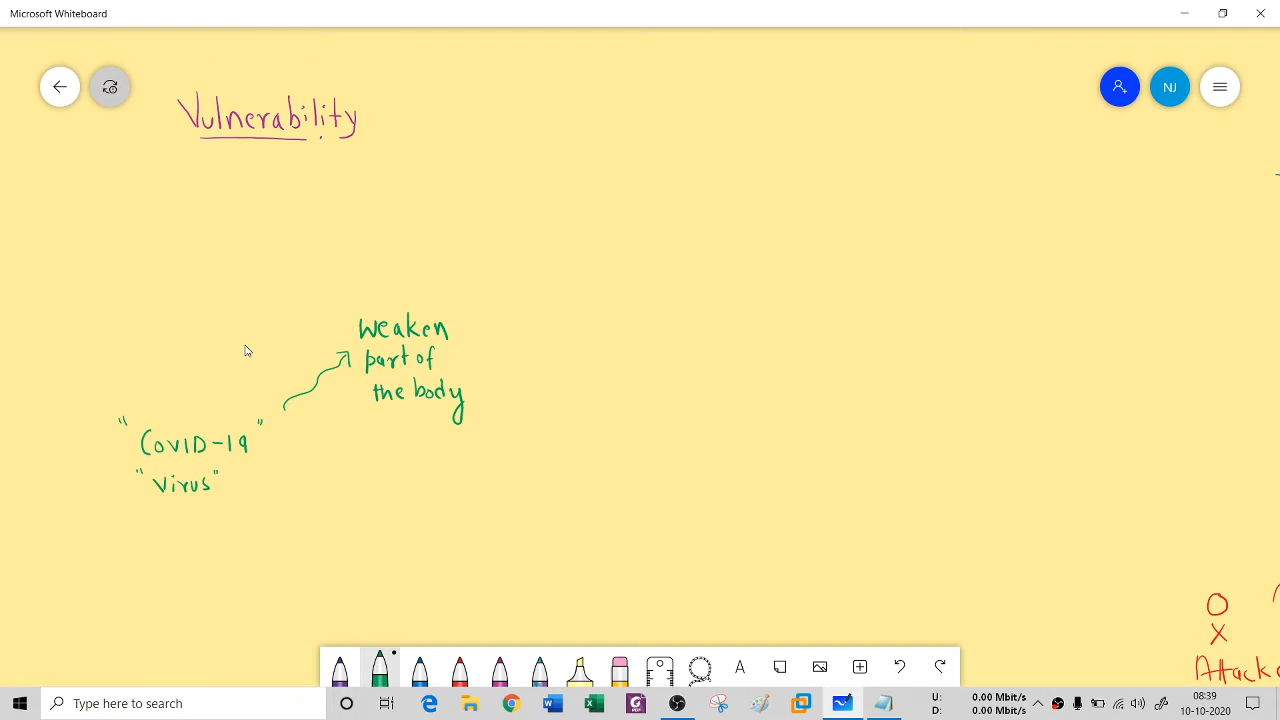 Microsoft Whiteboard
NJ
Vulnerability
Weaken
part of
the body
"COVID-19"
"Virus"
A
Type here to search
U: 0.00 Mbit/s
D: 0.00 Mbit/s
08:39
10-10-2020